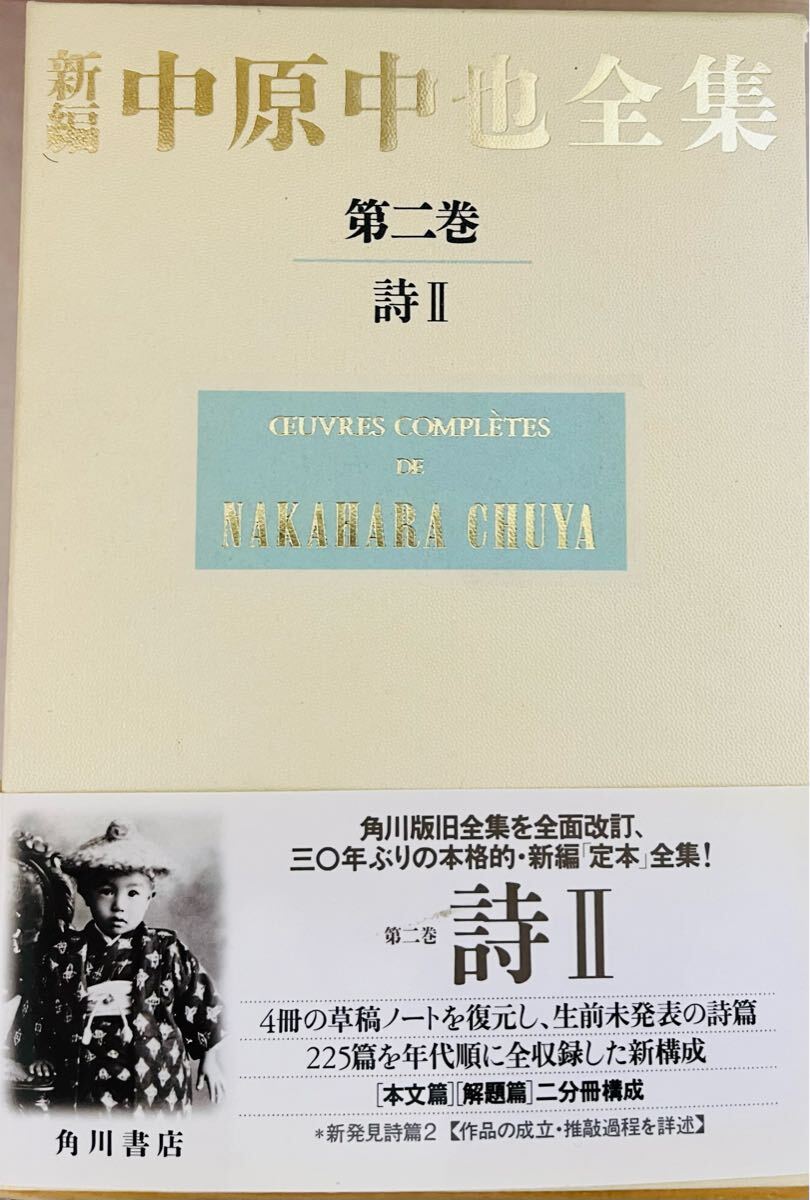 新編 中原中也全集
第二巻
詩Ⅱ
ŒUVRES COMPLÈTES
DE
NAKAHARA CHUYA
角川版旧全集を全面改訂、
三〇年ぶりの本格的・新編「定本」全集!
第二巻 詩Ⅱ
4冊の草稿ノートを復元し、生前未発表の詩篇
225篇を年代順に全収録した新構成
[本文篇][解題篇]二分冊構成
*新発見詩篇2【作品の成立・推敲過程を詳述】
角川書店